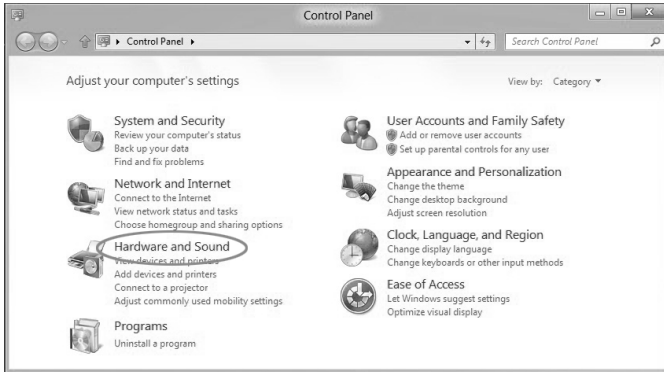 Control Panel
Control Panel
Search Control Panel
Adjust your computer's settings
View by: Category
System and Security
Review your computer's status
Back up your data
Find and fix problems
Network and Internet
Connect to the Internet
View network status and tasks
Choose homegroup and sharing options
Hardware and Sound
View devices and printers
Add devices and printers
Connect to a projector
Adjust commonly used mobility settings
Programs
Uninstall a program
User Accounts and Family Safety
Add or remove user accounts
Set up parental controls for any user
Appearance and Personalization
Change the theme
Change desktop background
Adjust screen resolution
Clock, Language, and Region
Change display language
Change keyboards or other input methods
Ease of Access
Let Windows suggest settings
Optimize visual display